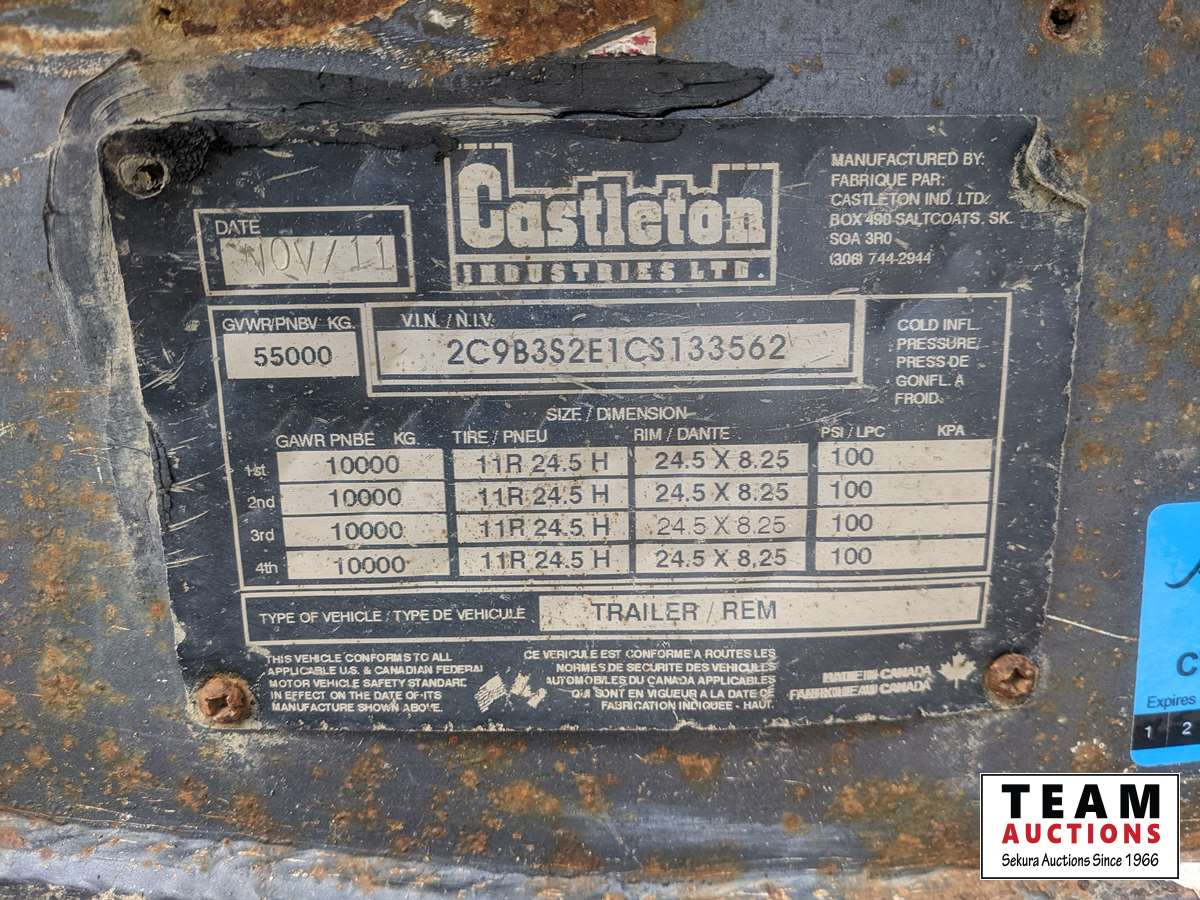 Castleton
INDUSTRIES LTD.
MANUFACTURED BY:
FABRIQUE PAR:
CASTLETON IND. LTD.
BOX 490 SALTCOATS. SK.
SOA 3R0
(306) 744-2944
DATE
NOV/11
GVWR/PNBV KG.
55000
V.I.N. / N.I.V.
2C9B3S2E1CS133562
COLD INFL.
PRESSURE/
PRESS DE
GONFL. A
FROID.
SIZE / DIMENSION
GAWR PNBE KG. TIRE / PNEU RIM / DANTE PSI / LPC KPA
1st 10000 11R 24.5 H 24.5 X 8.25 100
2nd 10000 11R 24.5 H 24.5 X 8.25 100
3rd 10000 11R 24.5 H 24.5 X 8.25 100
4th 10000 11R 24.5 H 24.5 X 8.25 100
TYPE OF VEHICLE / TYPE DE VEHICULE TRAILER / REM
THIS VEHICLE CONFORMS TO ALL
APPLICABLE U.S. & CANADIAN FEDERAL
MOTOR VEHICLE SAFETY STANDARD
IN EFFECT ON THE DATE OF ITS
MANUFACTURE SHOWN ABOVE.
CE VERICULE EST CONFORME A ROUTES LES
NORMES DE SECURITE DES VEHICULES
AUTOMOBILES DU CANADA APPLICABLES
QUI SONT EN VIGUEUR A LA DATE DE
FABRICATION INDIQUEE - HAUT.
MADE IN CANADA
FABRIQUE AU CANADA
C
Expires
1 2
TEAM
AUCTIONS
Sekura Auctions Since 1966